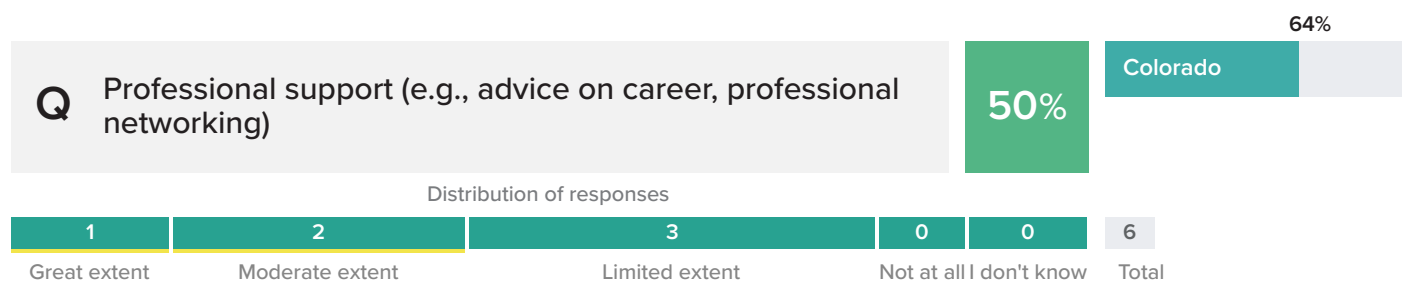 64%
Q
Professional support (e.g., advice on career, professional
networking)
50%
Colorado
Distribution of responses
1 2 3 0 0 6
Great extent Moderate extent Limited extent Not at all I don't know Total